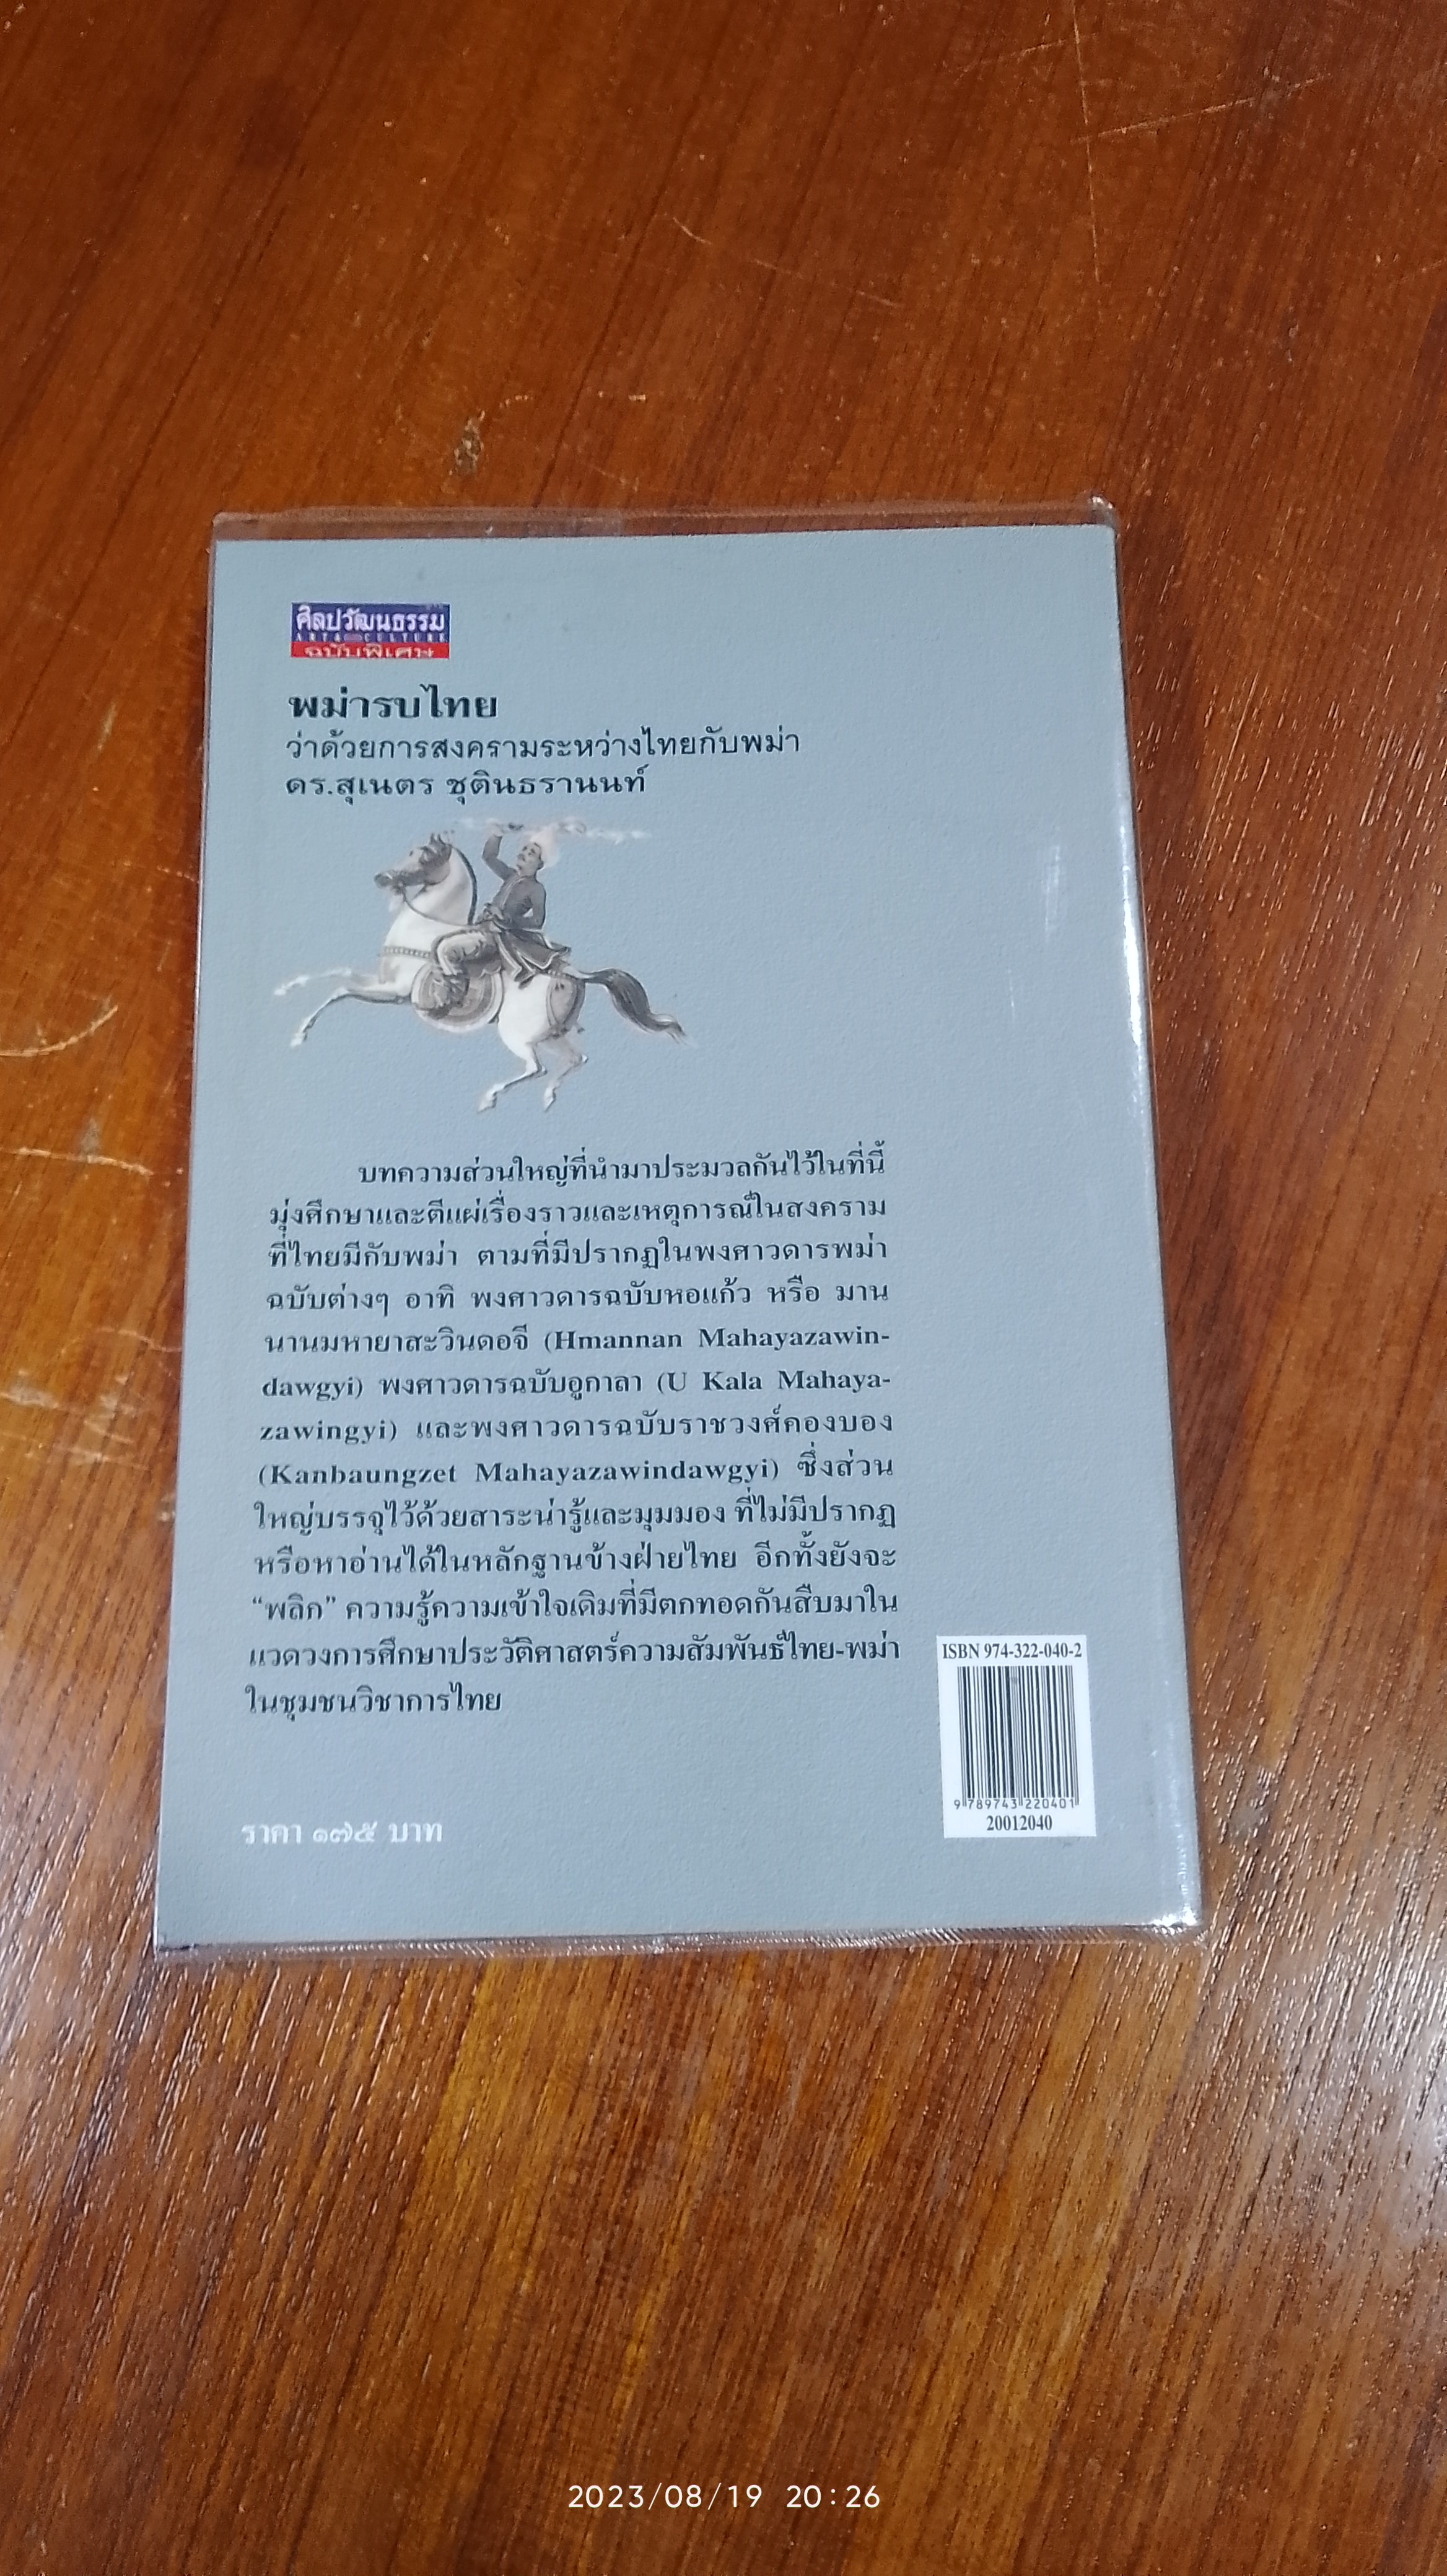 ศิลปวัฒนธรรม
ART & CULTURE
ฉบับพิเศษ
พม่ารบไทย
ว่าด้วยการสงครามระหว่างไทยกับพม่า
ดร.สุเนตร ชุตินธรานนท์
บทความส่วนใหญ่ที่นำมาประมวลกันไว้ในที่นี้
มุ่งศึกษาและตีแผ่เรื่องราวและเหตุการณ์ในสงคราม
ที่ไทยมีกับพม่า ตามที่มีปรากฏในพงศาวดารพม่า
ฉบับต่างๆ อาทิ พงศาวดารฉบับหอแก้ว หรือ มาน
นานมหายาสะวินดอจี (Hmannan Mahayazawin-
dawgyi) พงศาวดารฉบับอูกาลา (U Kala Mahaya-
zawingyi) และพงศาวดารฉบับราชวงศ์คองบอง
(Kanbaungzet Mahayazawindawgyi) ซึ่งส่วน
ใหญ่บรรจุไว้ด้วยสาระน่ารู้และมุมมอง ที่ไม่มีปรากฏ
หรือหาอ่านได้ในหลักฐานข้างฝ่ายไทย อีกทั้งยังจะ
“พลิก” ความรู้ความเข้าใจเดิมที่มีตกทอดกันสืบมาใน
แวดวงการศึกษาประวัติศาสตร์ความสัมพันธ์ไทย-พม่า
ในชุมชนวิชาการไทย
ISBN 974-322-040-2
9 789743 220401
20012040
ราคา ๑๗๕ บาท
2023/08/19 20:26